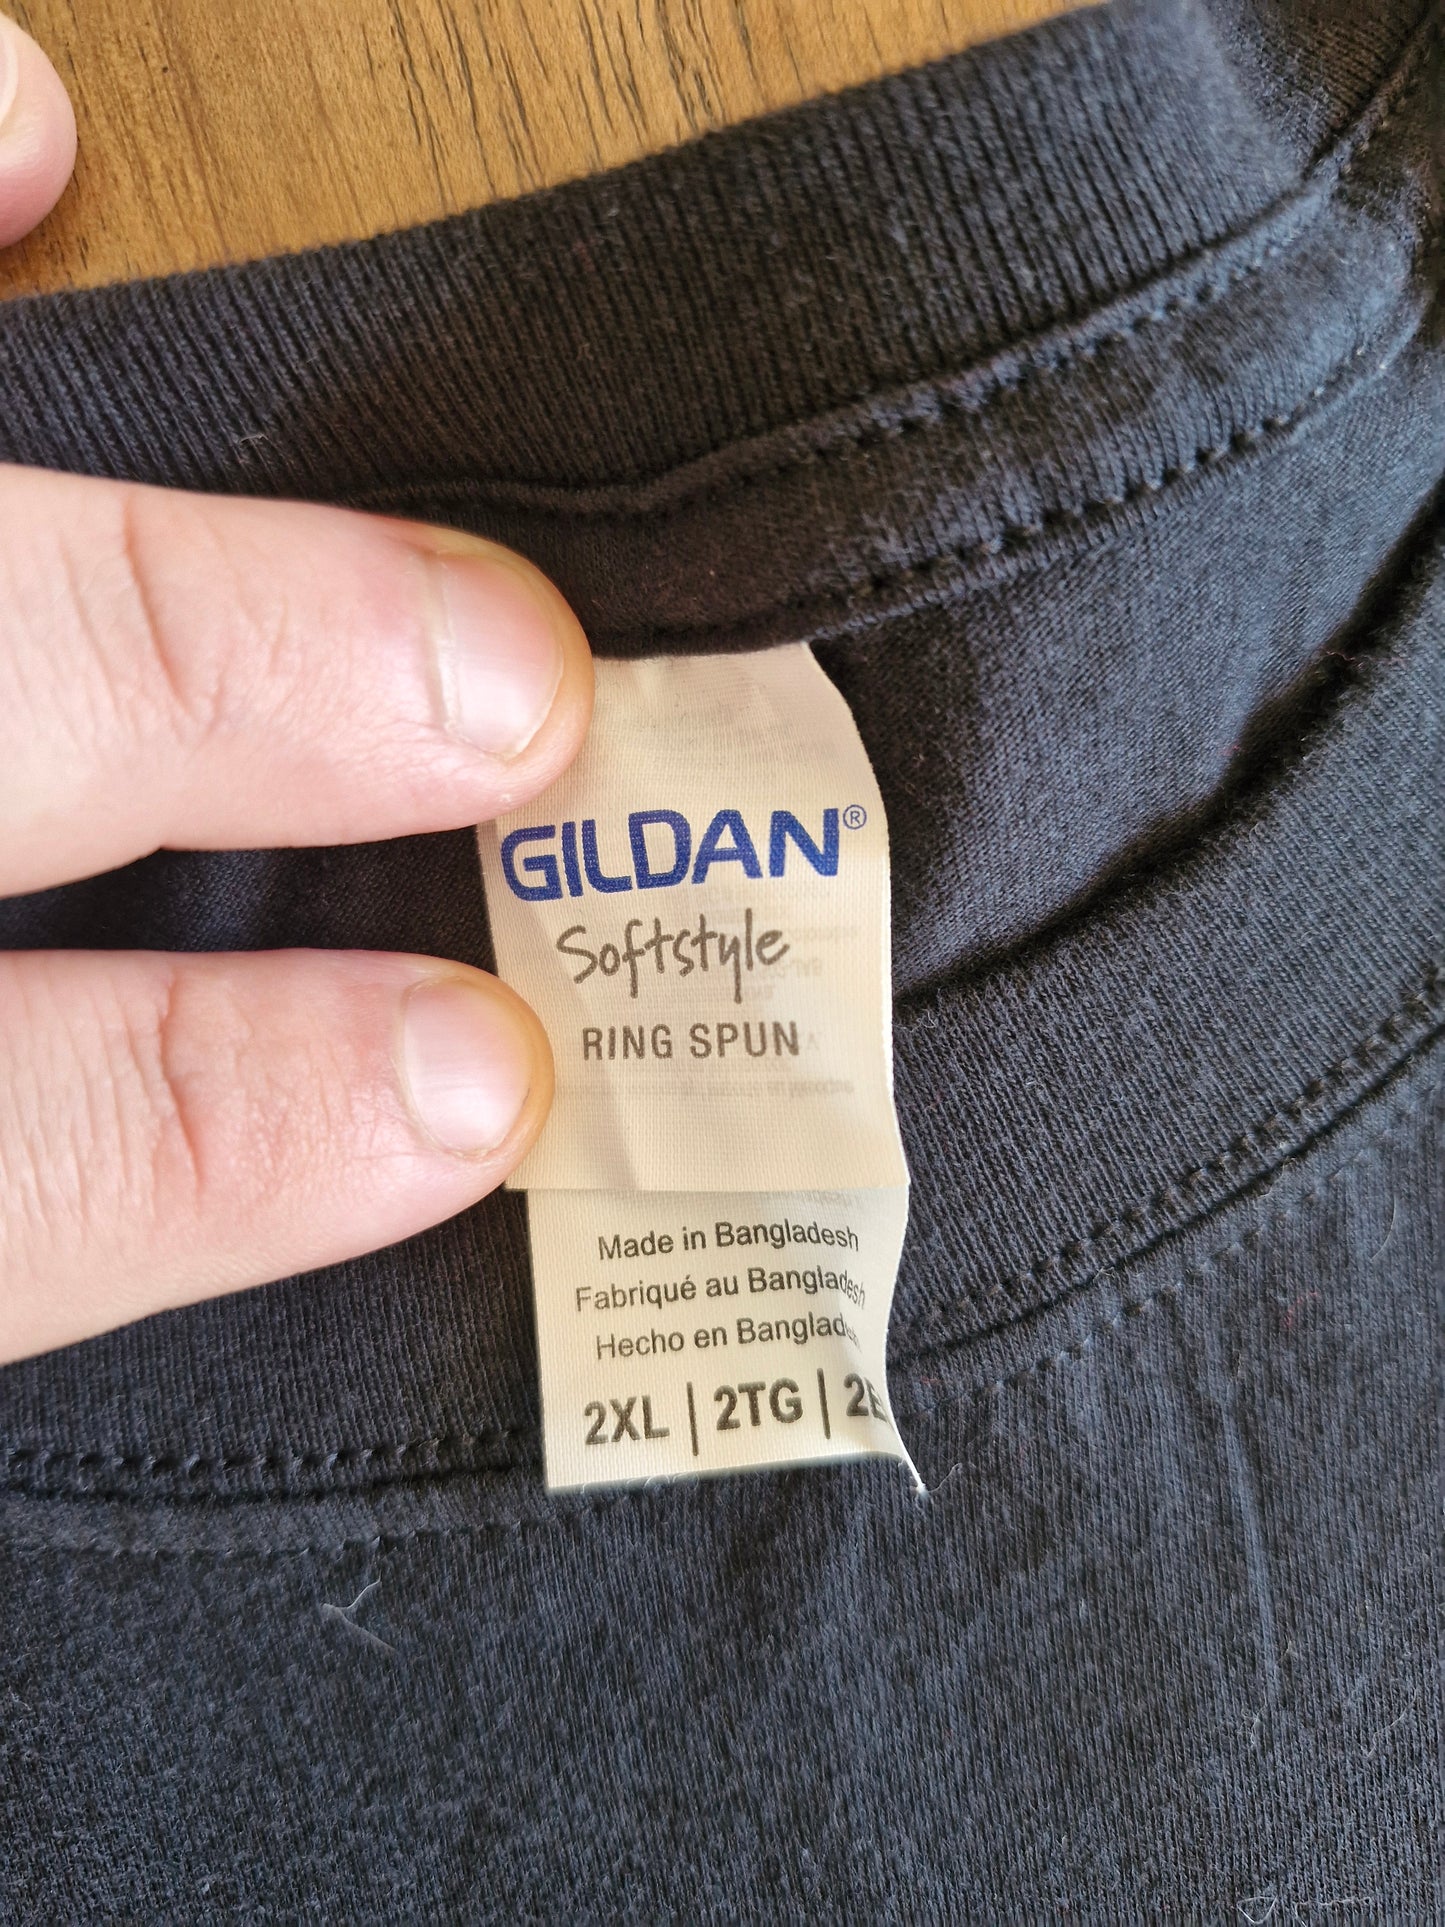 GILDAN®
Softstyle
RING SPUN
Made in Bangladesh
Fabriqué au Bangladesh
Hecho en Bangladesh
2XL | 2TG |